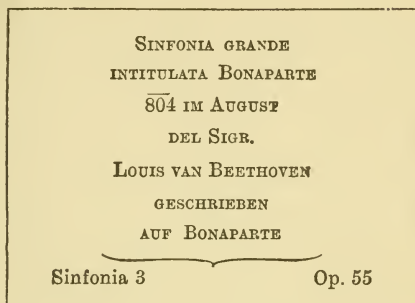 SINFONIA GRANDE
INTITULATA BONAPARTE
804 IM AUGUST
DEL SIGR.
LOUIS VAN BEETHOVEN
GESCHRIEBEN
AUF BONAPARTE
Sinfonia 3 Op. 55